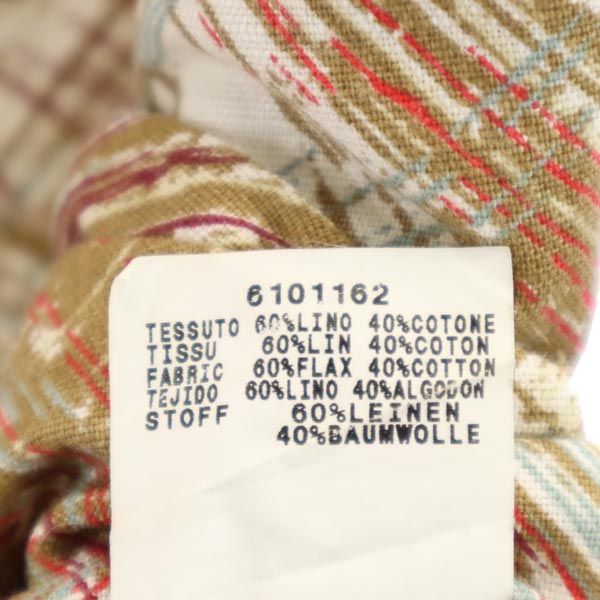 6101162
TESSUTO 60%LINO 40%COTONE
TISSU 60%LIN 40%COTON
FABRIC 60%FLAX 40%COTTON
TEJIDO 60%LINO 40%ALGODON
STOFF 60%LEINEN
40%BAUMWOLLE